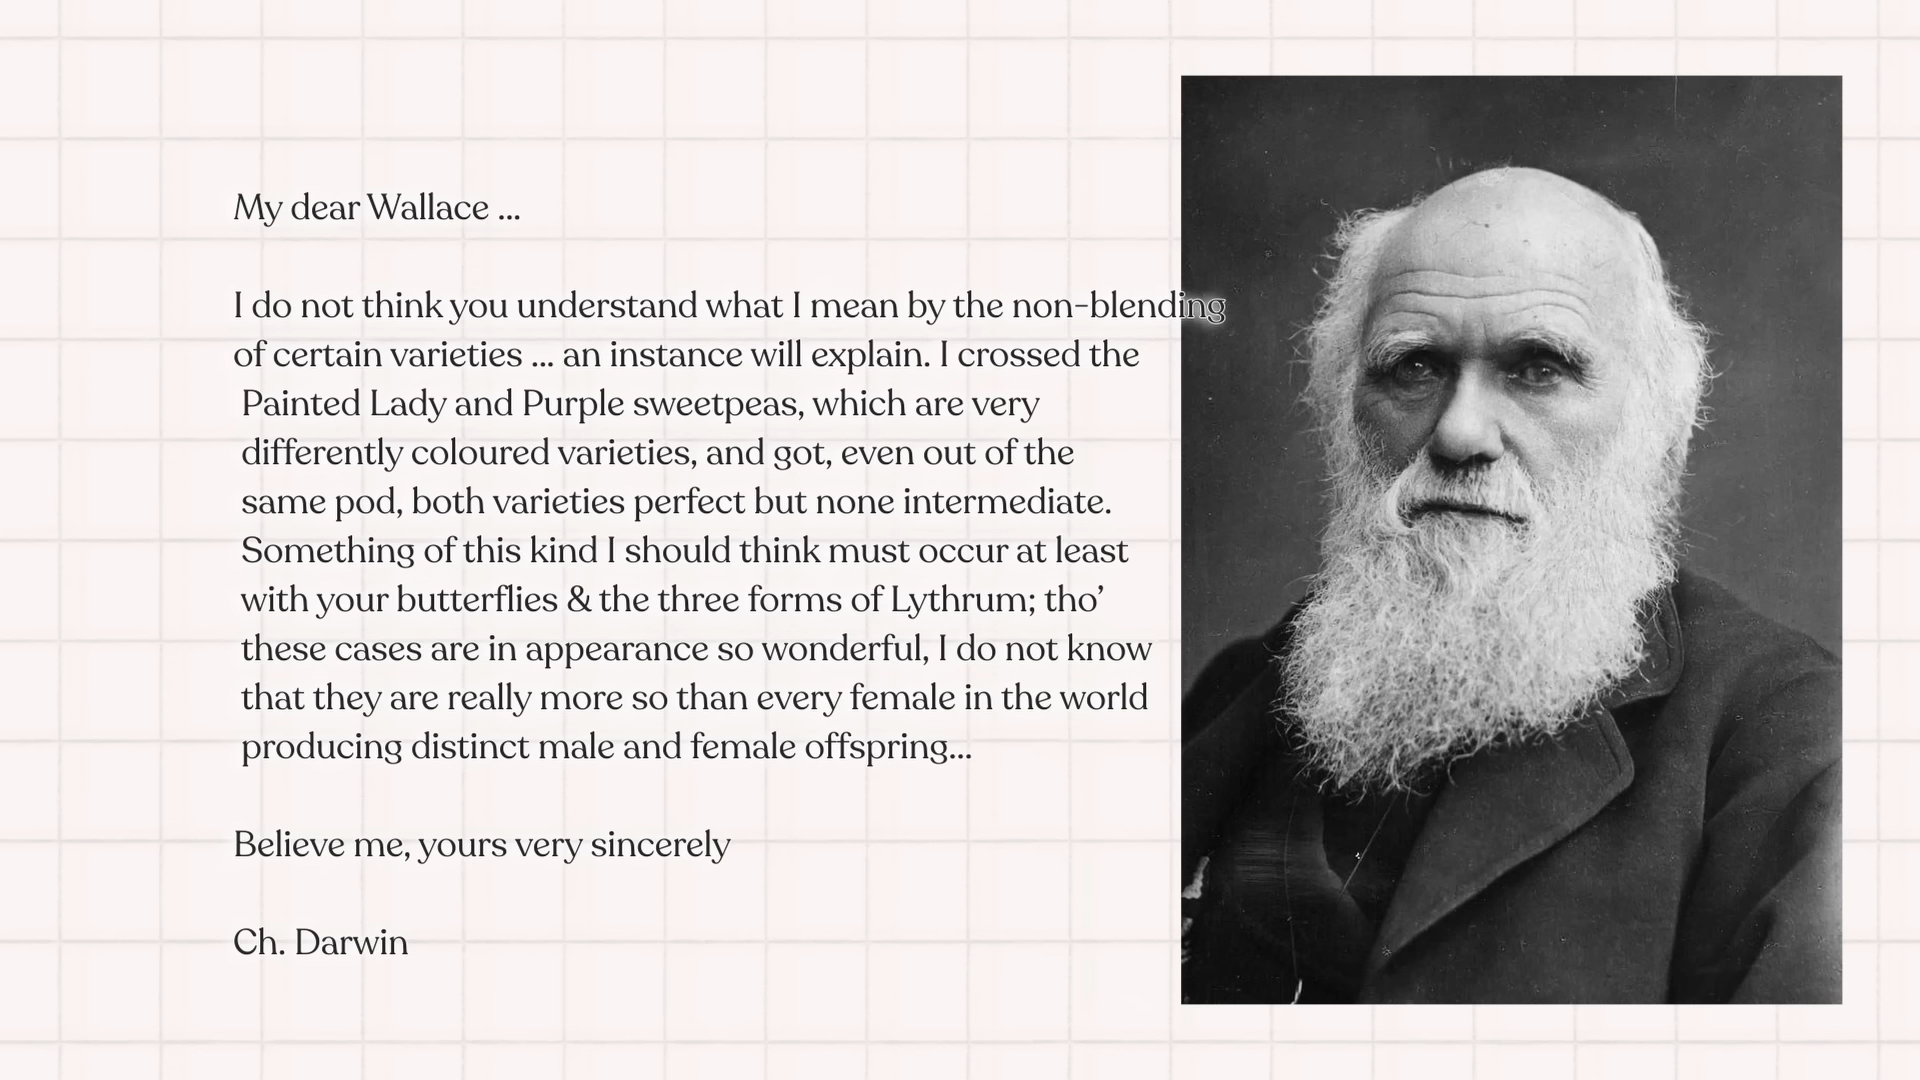 My dear Wallace ...
I do not think you understand what I mean by the non-blending
of certain varieties ... an instance will explain. I crossed the
Painted Lady and Purple sweetpeas, which are very
differently coloured varieties, and got, even out of the
same pod, both varieties perfect but none intermediate.
Something of this kind I should think must occur at least
with your butterflies & the three forms of Lythrum; tho’
these cases are in appearance so wonderful, I do not know
that they are really more so than every female in the world
producing distinct male and female offspring...
Believe me, yours very sincerely
Ch. Darwin